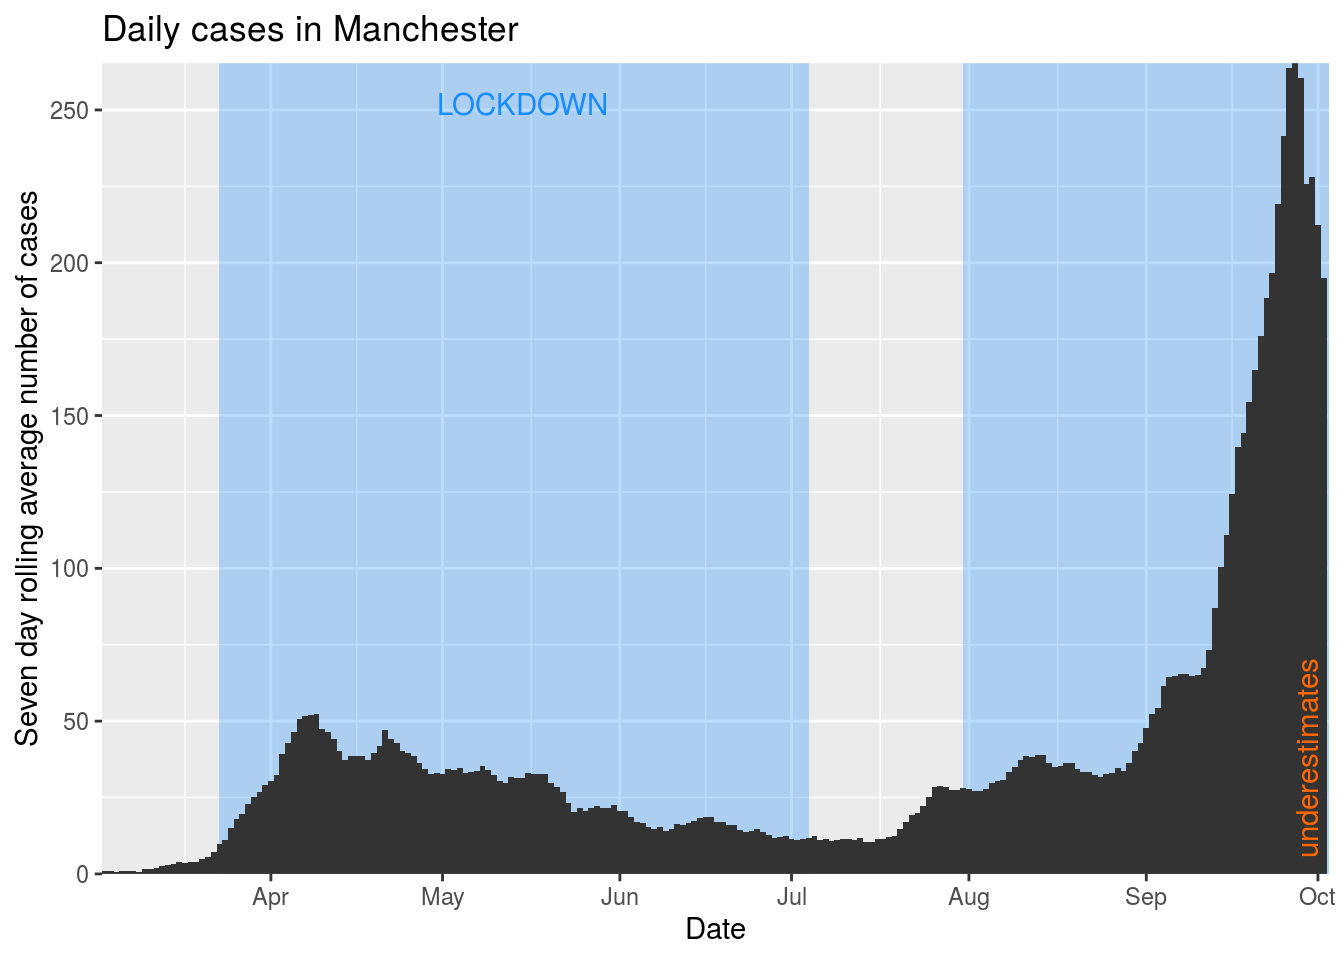 Daily cases in Manchester
LOCKDOWN
250
200
150
100
50
0
Seven day rolling average number of cases
underestimates
Apr May Jun Jul Aug Sep Oct
Date